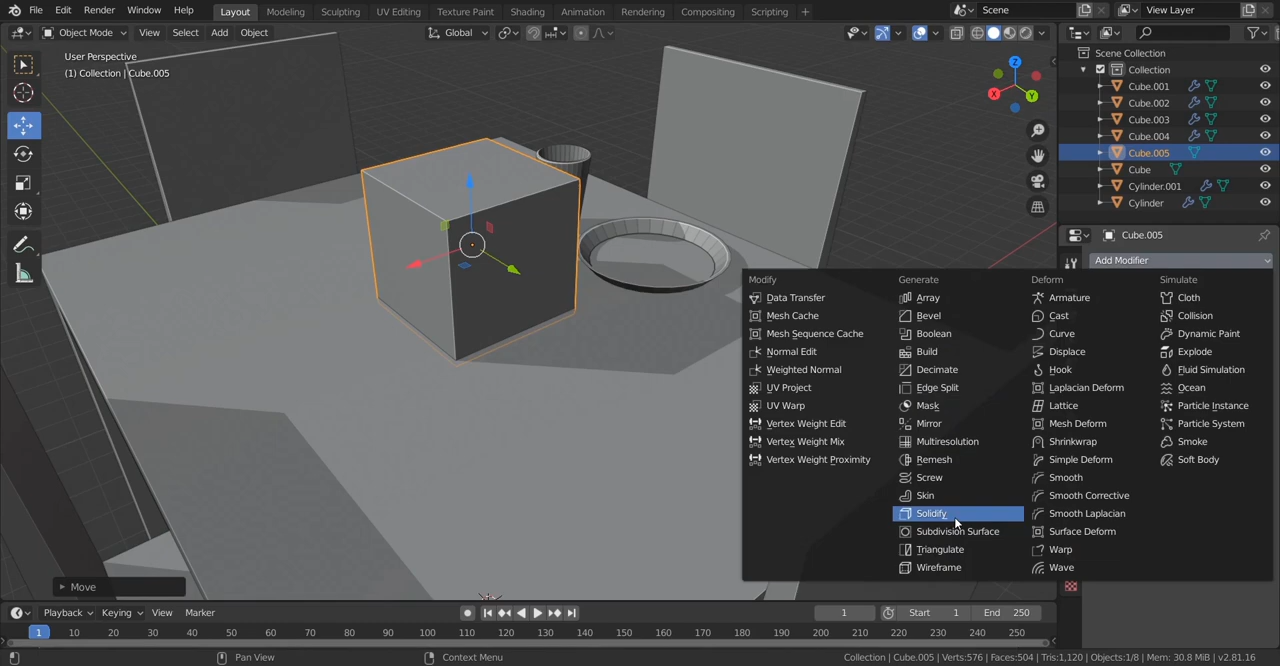 File Edit Render Window Help Layout Modeling Sculpting UV Editing Texture Paint Shading Animation Rendering Compositing Scripting + Scene View Layer
Object Mode View Select Add Object Global
User Perspective
(1) Collection | Cube.005
Z
X
Y
Move
Scene Collection
Collection
Cube.001
Cube.002
Cube.003
Cube.004
Cube.005
Cube
Cylinder.001
Cylinder
Cube.005
Add Modifier
Modify
Data Transfer
Mesh Cache
Mesh Sequence Cache
Normal Edit
Weighted Normal
UV Project
UV Warp
Vertex Weight Edit
Vertex Weight Mix
Vertex Weight Proximity
Generate
Array
Bevel
Boolean
Build
Decimate
Edge Split
Mask
Mirror
Multiresolution
Remesh
Screw
Skin
Solidify
Subdivision Surface
Triangulate
Wireframe
Deform
Armature
Cast
Curve
Displace
Hook
Laplacian Deform
Lattice
Mesh Deform
Shrinkwrap
Simple Deform
Smooth
Smooth Corrective
Smooth Laplacian
Surface Deform
Warp
Wave
Simulate
Cloth
Collision
Dynamic Paint
Explode
Fluid Simulation
Ocean
Particle Instance
Particle System
Smoke
Soft Body
Playback Keying View Marker 1 Start 1 End 250
1 10 20 30 40 50 60 70 80 90 100 110 120 130 140 150 160 170 180 190 200 210 220 230 240 250
Pan View Context Menu Collection | Cube.005 | Verts:576 | Faces:504 | Tris:1,120 | Objects:1/8 | Mem: 30.8 MiB | v2.81.16